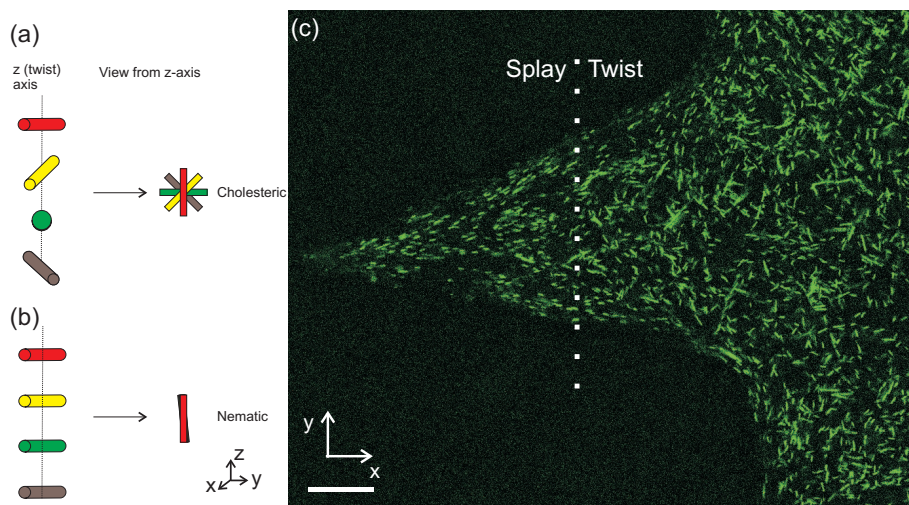 (a)
z (twist)
axis
View from z-axis
Cholesteric
(b)
Nematic
z
x
y
(c)
Splay
Twist
y
x